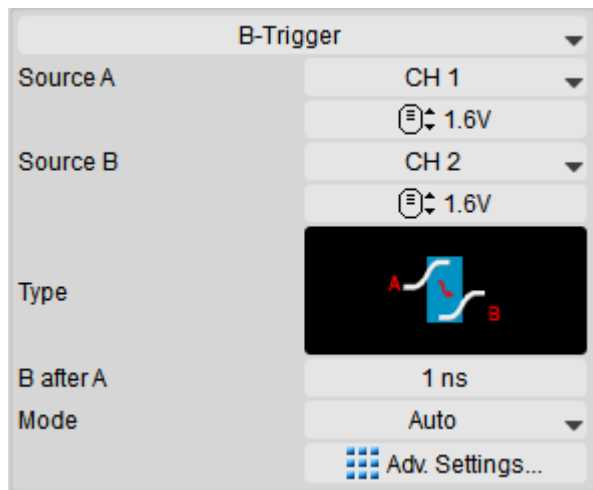 B-Trigger
Source A CH 1
1.6V
Source B CH 2
1.6V
Type A B
B after A 1 ns
Mode Auto
Adv. Settings...